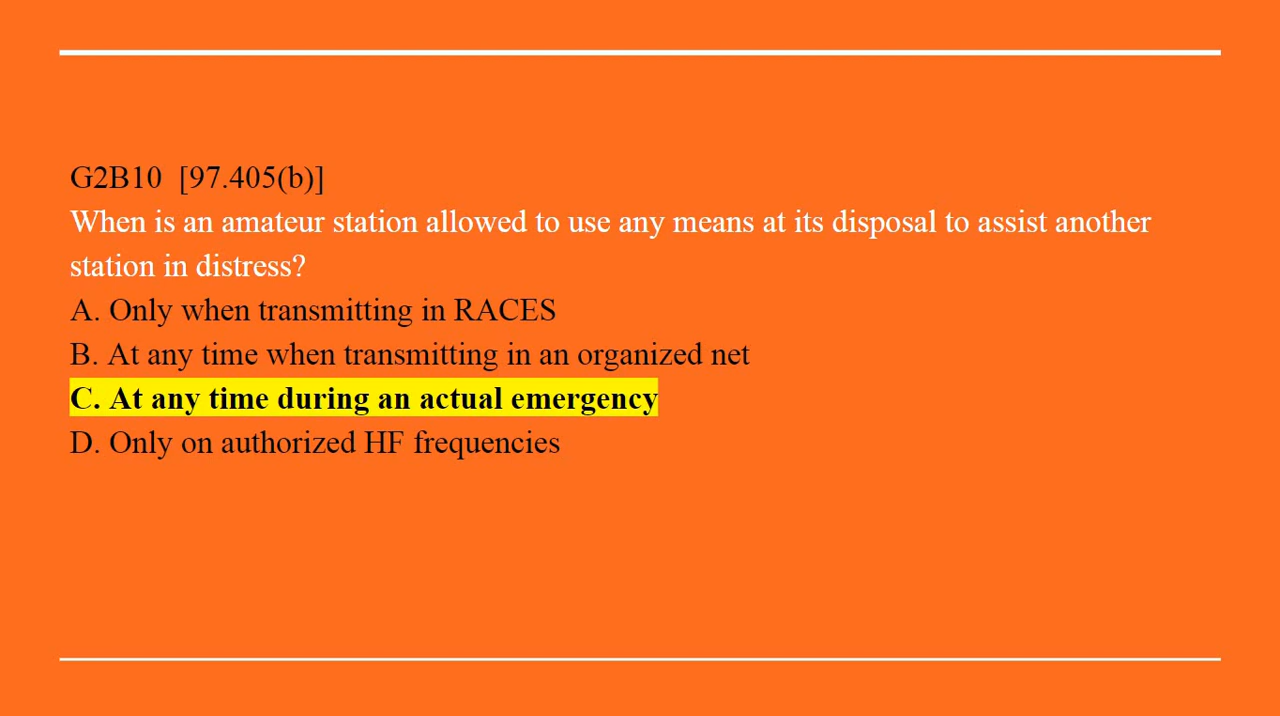 G2B10 [97.405(b)]
When is an amateur station allowed to use any means at its disposal to assist another
station in distress?
A. Only when transmitting in RACES
B. At any time when transmitting in an organized net
C. At any time during an actual emergency
D. Only on authorized HF frequencies